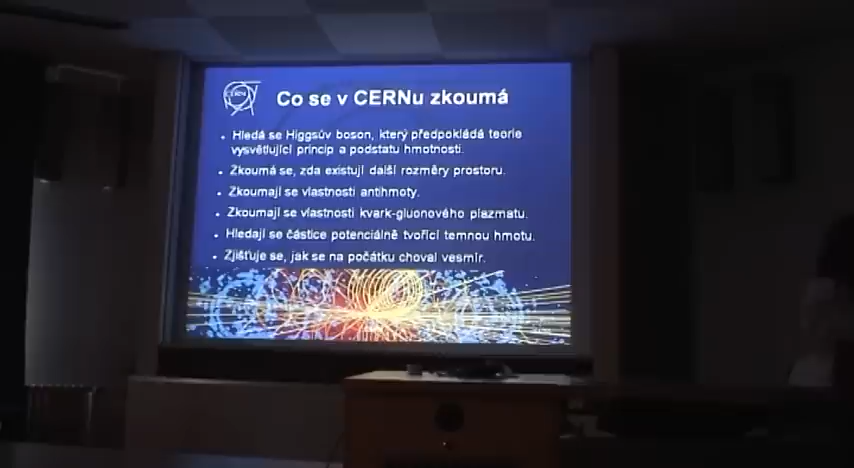 CERN
Co se v CERNu zkoumá
• Hledá se Higgsův boson, který předpokládá teorie
vysvětlující princip a podstatu hmotnosti.
• Zkoumá se, zda existují další rozměry prostoru.
• Zkoumají se vlastnosti antihmoty.
• Zkoumají se vlastnosti kvark-gluonového plazmatu.
• Hledají se částice potenciálně tvořící temnou hmotu.
• Zjišťuje se, jak se na počátku choval vesmír.